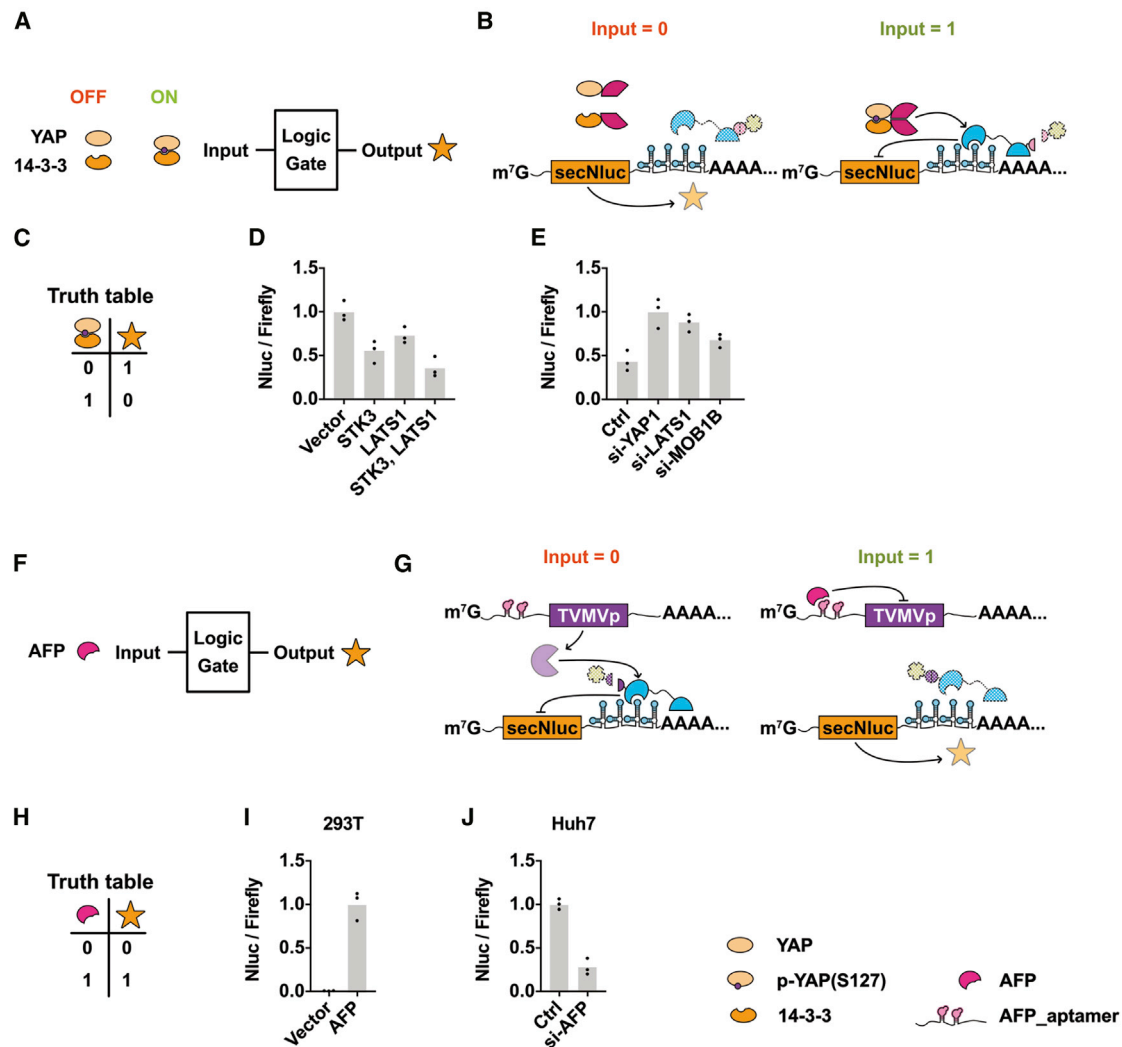 A
OFF ON
YAP
14-3-3
Input
Logic
Gate
Output
B
Input = 0
Input = 1
m⁷G
secNluc
AAAA...
m⁷G
secNluc
AAAA...
C
Truth table
0 1
1 0
D
Nluc / Firefly
1.5
1.0
0.5
0.0
Vector
STK3
LATS1
STK3, LATS1
E
Nluc / Firefly
1.5
1.0
0.5
0.0
Ctrl
si-YAP1
si-LATS1
si-MOB1B
F
AFP
Input
Logic
Gate
Output
G
Input = 0
Input = 1
m⁷G
TVMVp
AAAA...
m⁷G
TVMVp
AAAA...
m⁷G
secNluc
AAAA...
m⁷G
secNluc
AAAA...
H
Truth table
0 0
1 1
I
293T
Nluc / Firefly
1.5
1.0
0.5
0.0
Vector
AFP
J
Huh7
Nluc / Firefly
1.5
1.0
0.5
0.0
Ctrl
si-AFP
YAP
p-YAP(S127)
14-3-3
AFP
AFP_aptamer